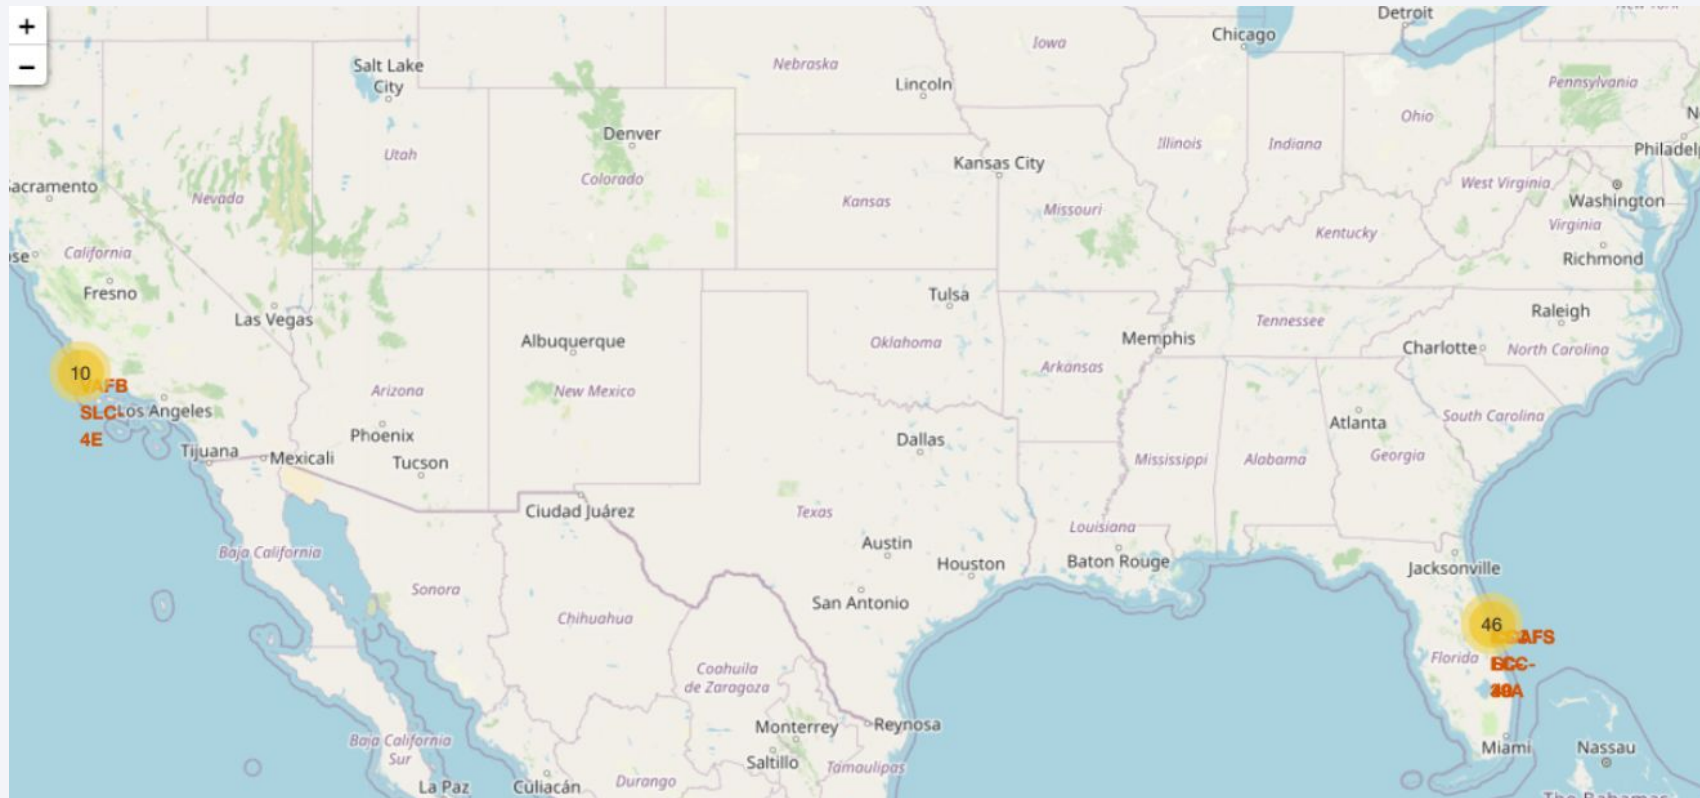 +
−
Detroit
Chicago
Iowa
Nebraska
Salt Lake
City
Lincoln
Pennsylvania
Ohio
Denver
Illinois
Indiana
Utah
Kansas City
Colorado
West Virginia
Sacramento
Nevada
Kansas
Missouri
Washington
Virginia
Kentucky
California
Richmond
Fresno
Tulsa
Las Vegas
Raleigh
Tennessee
Albuquerque
Oklahoma
Memphis
Charlotte
North Carolina
10
Arkansas
VAFB
SLC-
4E
Arizona
New Mexico
Los Angeles
South Carolina
Atlanta
Phoenix
Dallas
Tijuana
Mexicali
Tucson
Mississippi
Alabama
Georgia
Ciudad Juárez
Texas
Louisiana
Austin
Baja California
Houston
Baton Rouge
Jacksonville
Sonora
San Antonio
Chihuahua
46
Florida
Coahuila
de Zaragoza
Monterrey
Reynosa
Baja California
Sur
Saltillo
Tamaulipas
Miami
Nassau
La Paz
Culiacán
Durango
The Bahamas